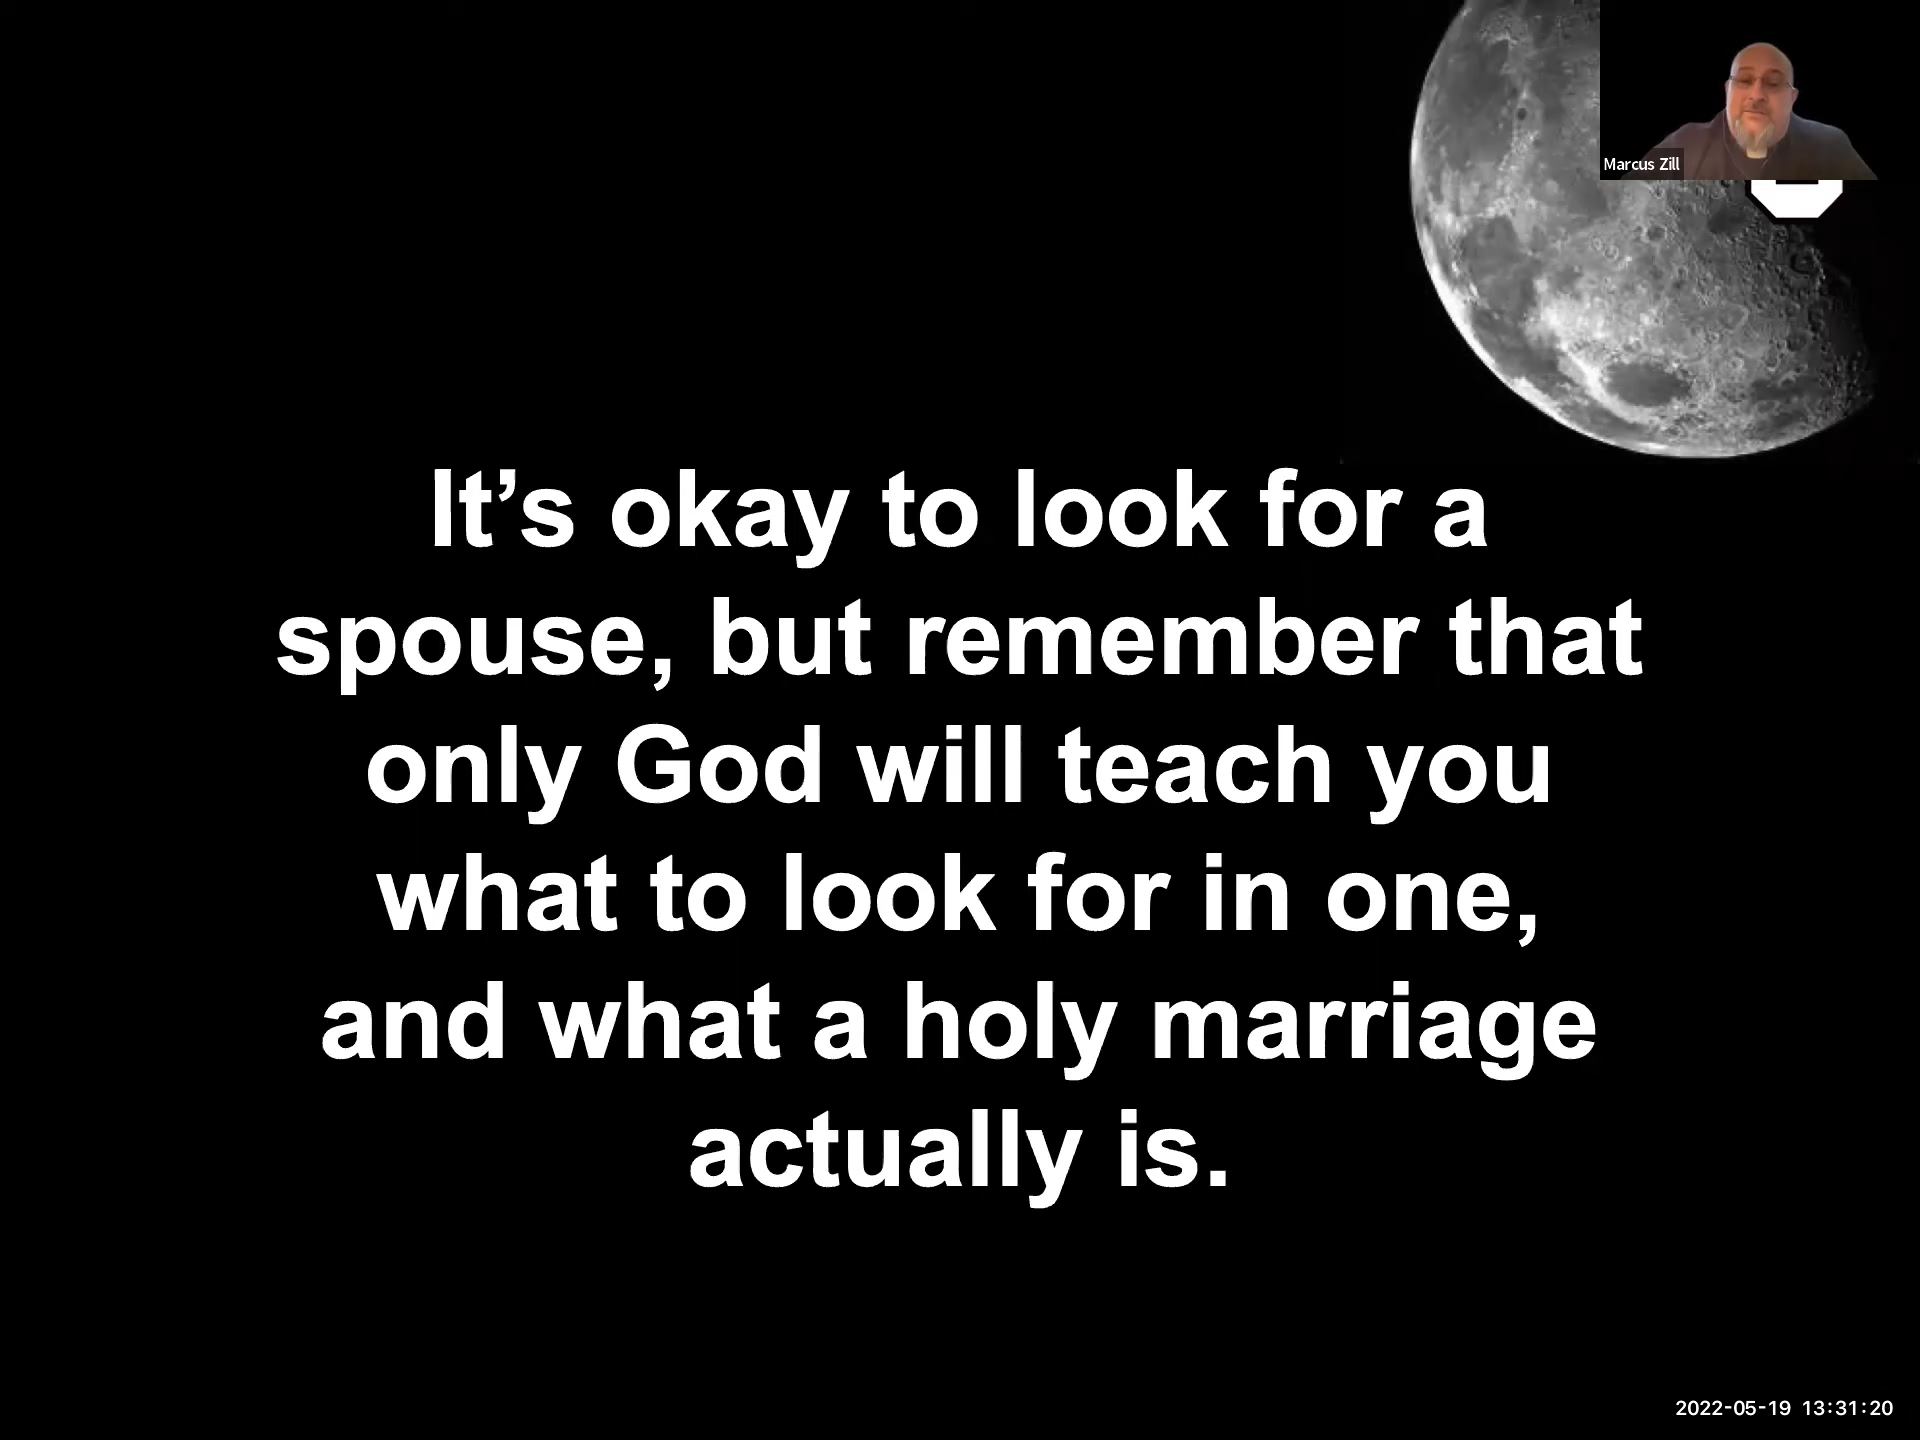 Marcus Zill
It’s okay to look for a
spouse, but remember that
only God will teach you
what to look for in one,
and what a holy marriage
actually is.
2022-05-19 13:31:20